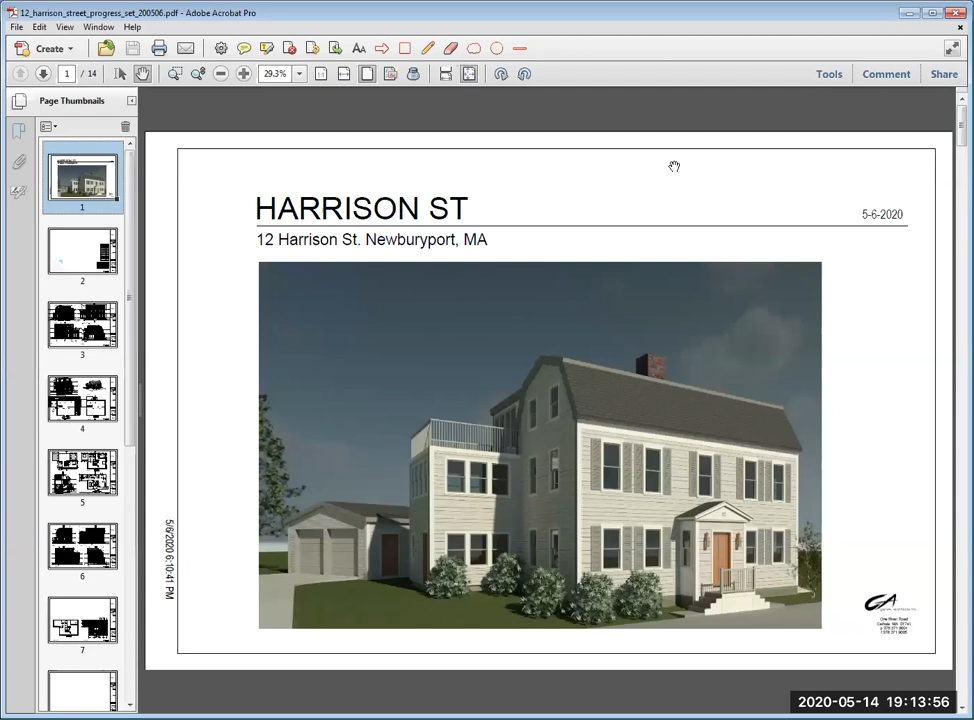 12_harrison_street_progress_set_200506.pdf - Adobe Acrobat Pro
File Edit View Window Help
Create
1 / 14 29.3% Tools Comment Share
Page Thumbnails
1
2
3
4
5
6
7
HARRISON ST
5-6-2020
12 Harrison St. Newburyport, MA
5/6/2020 6:10:41 PM
GA
2020-05-14 19:13:56